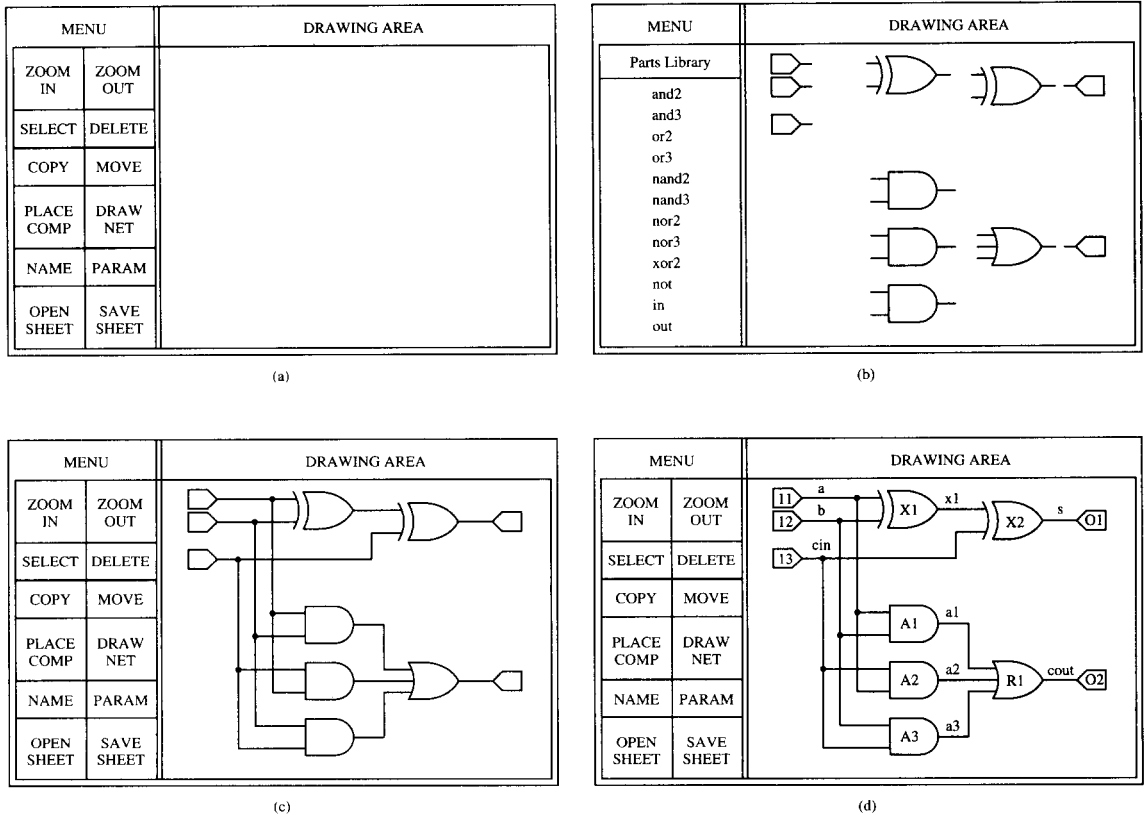 MENU
DRAWING AREA
ZOOM IN
ZOOM OUT
SELECT
DELETE
COPY
MOVE
PLACE COMP
DRAW NET
NAME
PARAM
OPEN SHEET
SAVE SHEET
(a)
MENU
DRAWING AREA
Parts Library
and2
and3
or2
or3
nand2
nand3
nor2
nor3
xor2
not
in
out
(b)
MENU
DRAWING AREA
ZOOM IN
ZOOM OUT
SELECT
DELETE
COPY
MOVE
PLACE COMP
DRAW NET
NAME
PARAM
OPEN SHEET
SAVE SHEET
(c)
MENU
DRAWING AREA
ZOOM IN
ZOOM OUT
SELECT
DELETE
COPY
MOVE
PLACE COMP
DRAW NET
NAME
PARAM
OPEN SHEET
SAVE SHEET
11
a
12
b
13
cin
X1
x1
X2
s
O1
A1
a1
A2
a2
A3
a3
R1
cout
O2
(d)